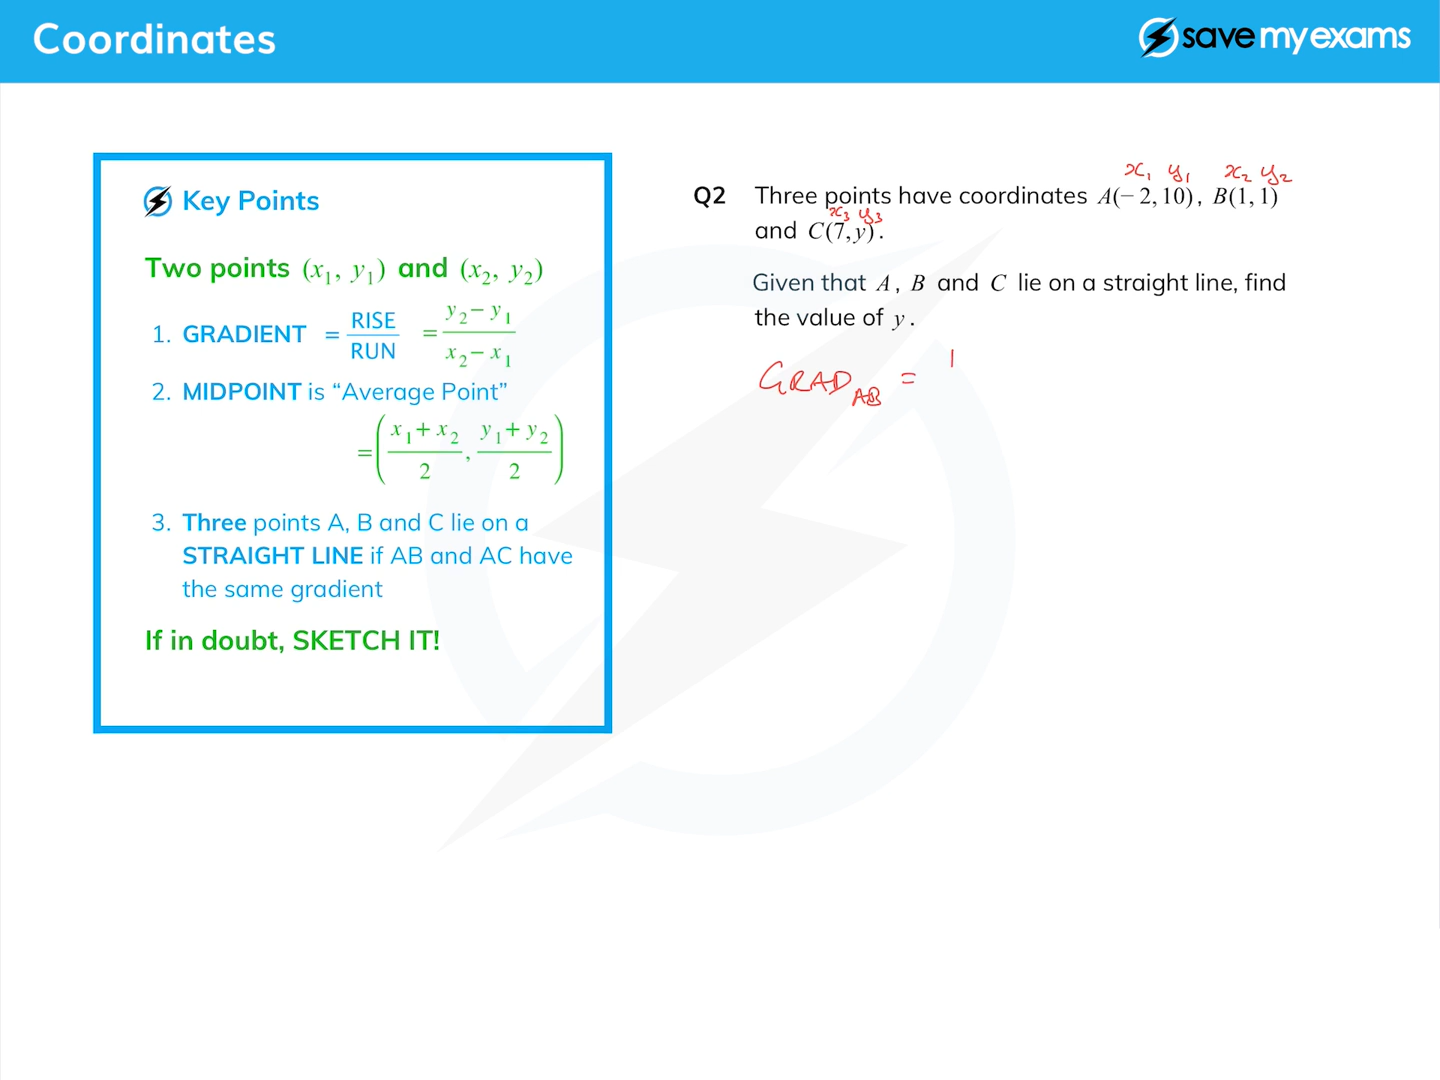 Coordinates
save my exams
Key Points
Two points (x₁, y₁) and (x₂, y₂)
1. GRADIENT = RISE/RUN = (y₂ − y₁)/(x₂ − x₁)
2. MIDPOINT is “Average Point”
= ((x₁ + x₂)/2, (y₁ + y₂)/2)
3. Three points A, B and C lie on a
STRAIGHT LINE if AB and AC have
the same gradient
If in doubt, SKETCH IT!
x₁ y₁ x₂ y₂
Q2 Three points have coordinates A(− 2, 10), B(1, 1)
x₃ y₃
and C(7, y).
Given that A, B and C lie on a straight line, find
the value of y.
GRAD AB = 1